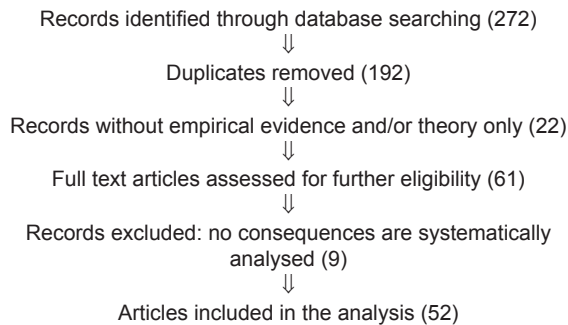 Records identified through database searching (272)
⇓
Duplicates removed (192)
⇓
Records without empirical evidence and/or theory only (22)
⇓
Full text articles assessed for further eligibility (61)
⇓
Records excluded: no consequences are systematically
analysed (9)
⇓
Articles included in the analysis (52)